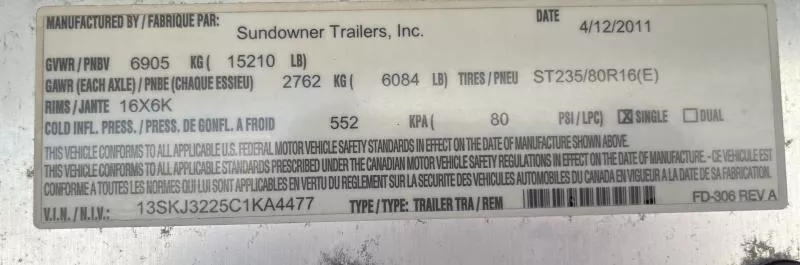 MANUFACTURED BY / FABRIQUE PAR: Sundowner Trailers, Inc. DATE 4/12/2011
GVWR / PNBV 6905 KG ( 15210 LB)
GAWR (EACH AXLE) / PNBE (CHAQUE ESSIEU) 2762 KG ( 6084 LB) TIRES / PNEU ST235/80R16(E)
RIMS / JANTE 16X6K
COLD INFL. PRESS. / PRESS. DE GONFL. A FROID 552 KPA ( 80 PSI / LPC) ☒ SINGLE ☐ DUAL
THIS VEHICLE CONFORMS TO ALL APPLICABLE U.S. FEDERAL MOTOR VEHICLE SAFETY STANDARDS IN EFFECT ON THE DATE OF MANUFACTURE SHOWN ABOVE.
THIS VEHICLE CONFORMS TO ALL APPLICABLE STANDARDS PRESCRIBED UNDER THE CANADIAN MOTOR VEHICLE SAFETY REGULATIONS IN EFFECT ON THE DATE OF MANUFACTURE. - CE VEHICULE EST
CONFORME A TOUTES LES NORMES QUI LUI SONT APPLICABLES EN VERTU DU REGLEMENT SUR LA SECURITE DES VEHICULES AUTOMOBILES DU CANADA EN VIGUEUR A LA DATE DE SA FABRICATION.
V.I.N. / N.I.V.: 13SKJ3225C1KA4477 TYPE / TYPE: TRAILER TRA / REM FD-306 REV A